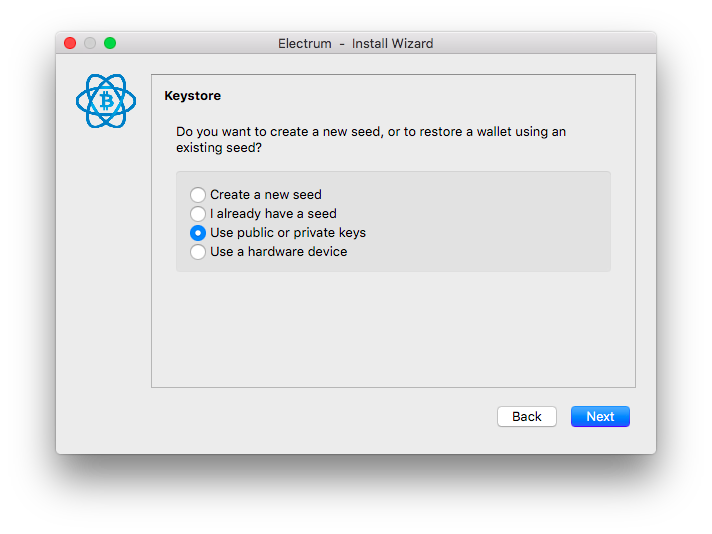 Electrum - Install Wizard
Keystore
Do you want to create a new seed, or to restore a wallet using an
existing seed?
Create a new seed
I already have a seed
Use public or private keys
Use a hardware device
Back
Next